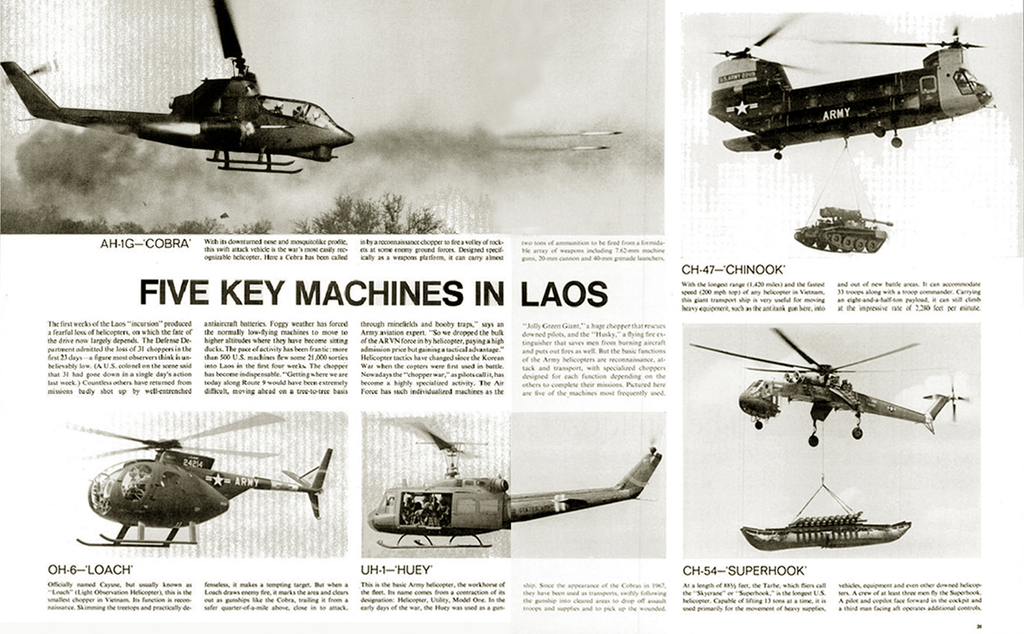 AH-1G—'COBRA'
With its downturned nose and mosquitolike profile,
this swift attack vehicle is the war's most easily rec-
ognizable helicopter. Here a Cobra has been called
in by a reconnaissance chopper to fire a volley of rock-
ets at some enemy ground forces. Designed specif-
ically as a weapons platform, it can carry almost
two tons of ammunition to be fired from a formida-
ble array of weapons including 7.62-mm machine
guns, 20-mm cannon and 40-mm grenade launchers.
U.S. ARMY
ARMY
CH-47—'CHINOOK'
With the longest range (1,420 miles) and the fastest
speed (200 mph top) of any helicopter in Vietnam,
this giant transport ship is very useful for moving
heavy equipment, such as the antitank gun here, into
and out of new battle areas. It can accommodate
33 troops along with a troop commander. Carrying
an eight-and-a-half-ton payload, it can still climb
at the impressive rate of 2,280 feet per minute.
FIVE KEY MACHINES IN LAOS
The first weeks of the Laos "incursion" produced
a fearful loss of helicopters, on which the fate of
the drive now largely depends. The Defense De-
partment admitted the loss of 31 choppers in the
first 23 days—a figure most observers think is un-
believably low. (A U.S. colonel on the scene said
that 31 had gone down in a single day's action
last week.) Countless others have returned from
missions badly shot up by well-entrenched
antiaircraft batteries. Foggy weather has forced
the normally low-flying machines to move to
higher altitudes where they have become sitting
ducks. The pace of activity has been frantic: more
than 500 U.S. machines flew some 21,000 sorties
into Laos in the first four weeks. The chopper
has become indispensable. "Getting where we are
today along Route 9 would have been extremely
difficult, moving ahead on a tree-to-tree basis
through minefields and booby traps," says an
Army aviation expert. "So we dropped the bulk
of the ARVN force in by helicopter, paying a high
admission price but gaining a tactical advantage."
Helicopter tactics have changed since the Korean
War when the copters were first used in battle.
Nowadays the "chopper war," as pilots call it, has
become a highly specialized activity. The Air
Force has such individualized machines as the
"Jolly Green Giant," a huge chopper that rescues
downed pilots, and the "Husky," a flying fire ex-
tinguisher that saves men from burning aircraft
and puts out fires as well. But the basic functions
of the Army helicopters are reconnaissance, at-
tack and transport, with specialized choppers
designed for each function depending on the
others to complete their missions. Pictured here
are five of the machines most frequently used.
24214
ARMY
OH-6—'LOACH'
Officially named Cayuse, but usually known as
"Loach" (Light Observation Helicopter), this is the
smallest chopper in Vietnam. Its function is recon-
naissance. Skimming the treetops and practically de-
fenseless, it makes a tempting target. But when a
Loach draws enemy fire, it marks the area and clears
out as gunships like the Cobra, trailing it from a
safer quarter-of-a-mile above, close in to attack.
UH-1—'HUEY'
This is the basic Army helicopter, the workhorse of
the fleet. Its name comes from a contraction of its
designation: Helicopter, Utility, Model One. In the
early days of the war, the Huey was used as a gun-
ship. Since the appearance of the Cobras in 1967,
they have been used as transports, swiftly following
the gunship into cleared areas to drop off assault
troops and supplies and to pick up the wounded.
CH-54—'SUPERHOOK'
At a length of 88½ feet, the Tarhe, which fliers call
the "Skycrane" or "Superhook," is the longest U.S.
helicopter. Capable of lifting 13 tons at a time, it is
used primarily for the movement of heavy supplies,
vehicles, equipment and even other downed helicop-
ters. A crew of at least three men fly the Superhook.
A pilot and copilot face forward in the cockpit and
a third man facing aft operates additional controls.